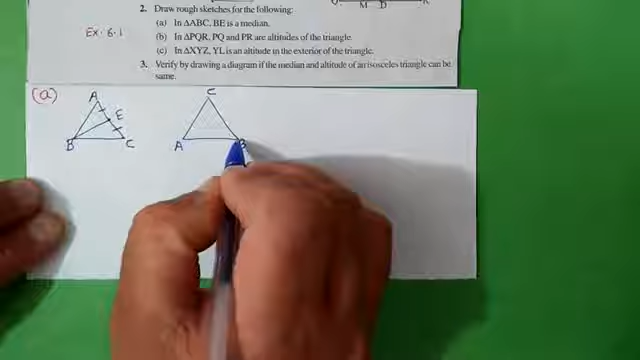 Q M D R
2. Draw rough sketches for the following:
Ex. 6.1
(a) In ΔABC, BE is a median.
(b) In ΔPQR, PQ and PR are altitudes of the triangle.
(c) In ΔXYZ, YL is an altitude in the exterior of the triangle.
3. Verify by drawing a diagram if the median and altitude of an isosceles triangle can be
same.
(a)
A
E
B C
C
A B